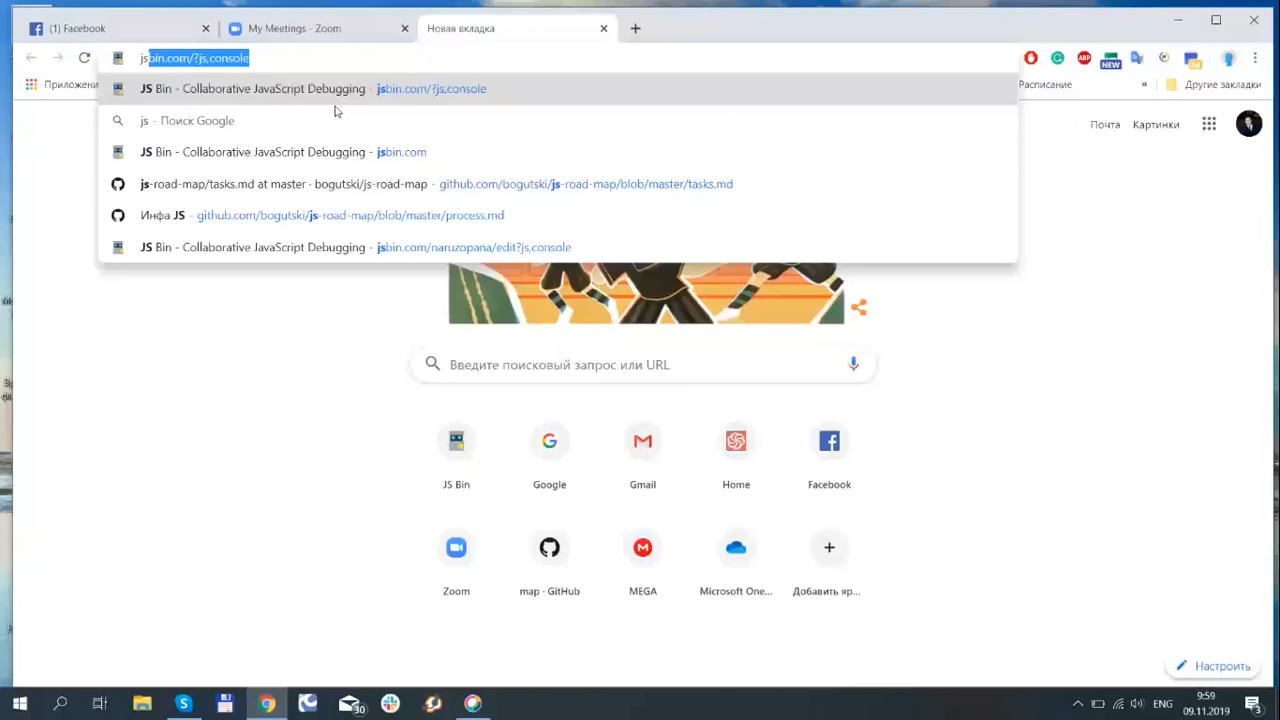 (1) Facebook
My Meetings - Zoom
Новая вкладка
jsbin.com/?js,console
NEW
Приложени
Расписание
»
Другие закладки
JS Bin - Collaborative JavaScript Debugging - jsbin.com/?js,console
js - Поиск Google
JS Bin - Collaborative JavaScript Debugging - jsbin.com
js-road-map/tasks.md at master · bogutski/js-road-map - github.com/bogutski/js-road-map/blob/master/tasks.md
Инфа JS - github.com/bogutski/js-road-map/blob/master/process.md
JS Bin - Collaborative JavaScript Debugging - jsbin.com/naruzopana/edit?js,console
Почта
Картинки
Введите поисковый запрос или URL
JS Bin
Google
Gmail
Home
Facebook
Zoom
map · GitHub
MEGA
Microsoft One...
Добавить яр...
Настроить
30
ENG
9:59
09.11.2019
3